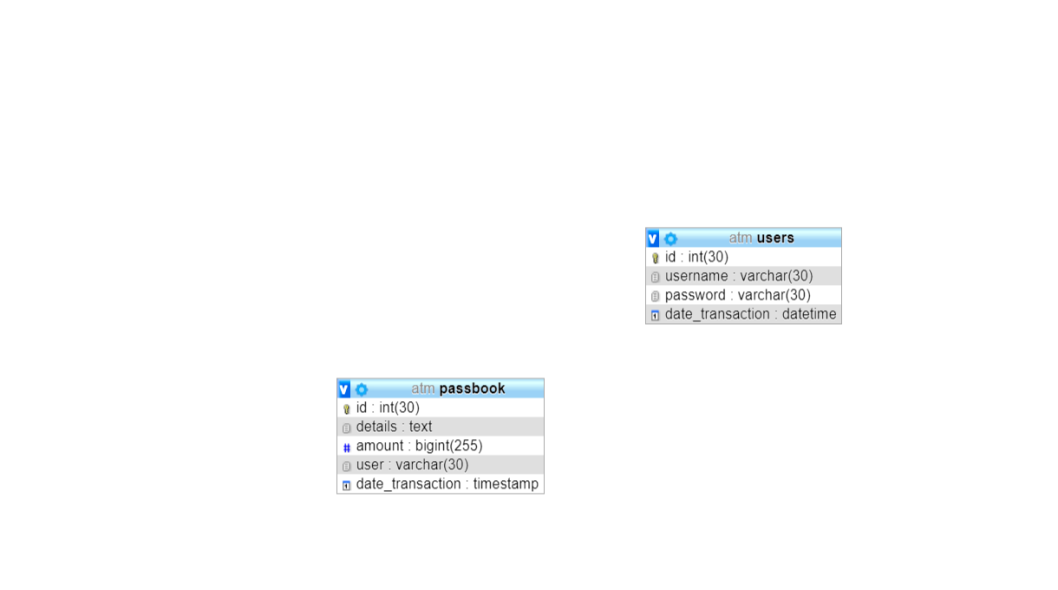 atm users
id : int(30)
username : varchar(30)
password : varchar(30)
date_transaction : datetime
atm passbook
id : int(30)
details : text
# amount : bigint(255)
user : varchar(30)
date_transaction : timestamp